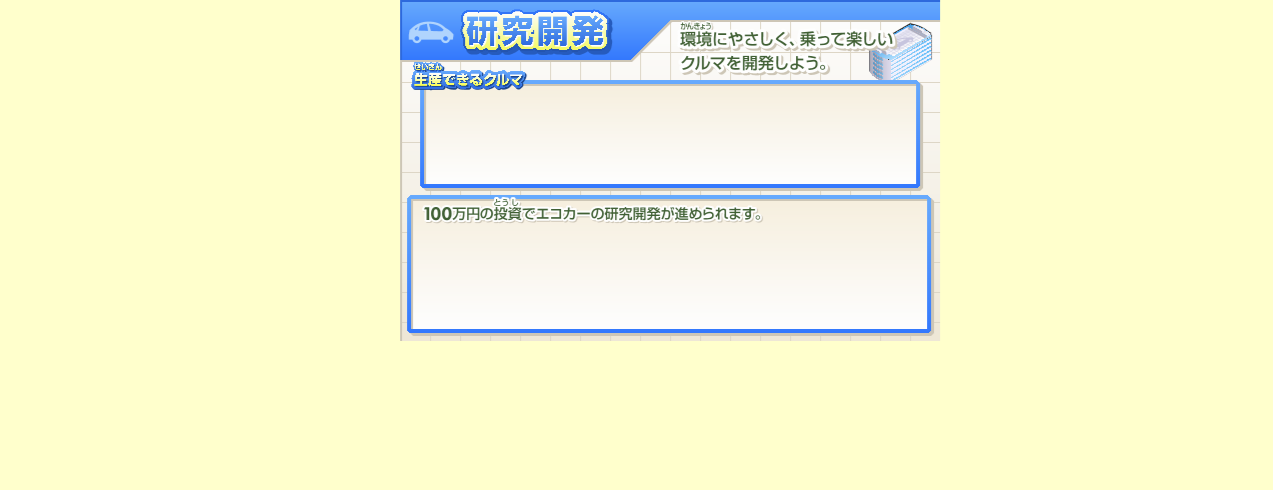 研究開発
環境にやさしく、乗って楽しい
かんきょう
クルマを開発しよう。
せいさん
生産できるクルマ
とうし
100万円の投資でエコカーの研究開発が進められます。